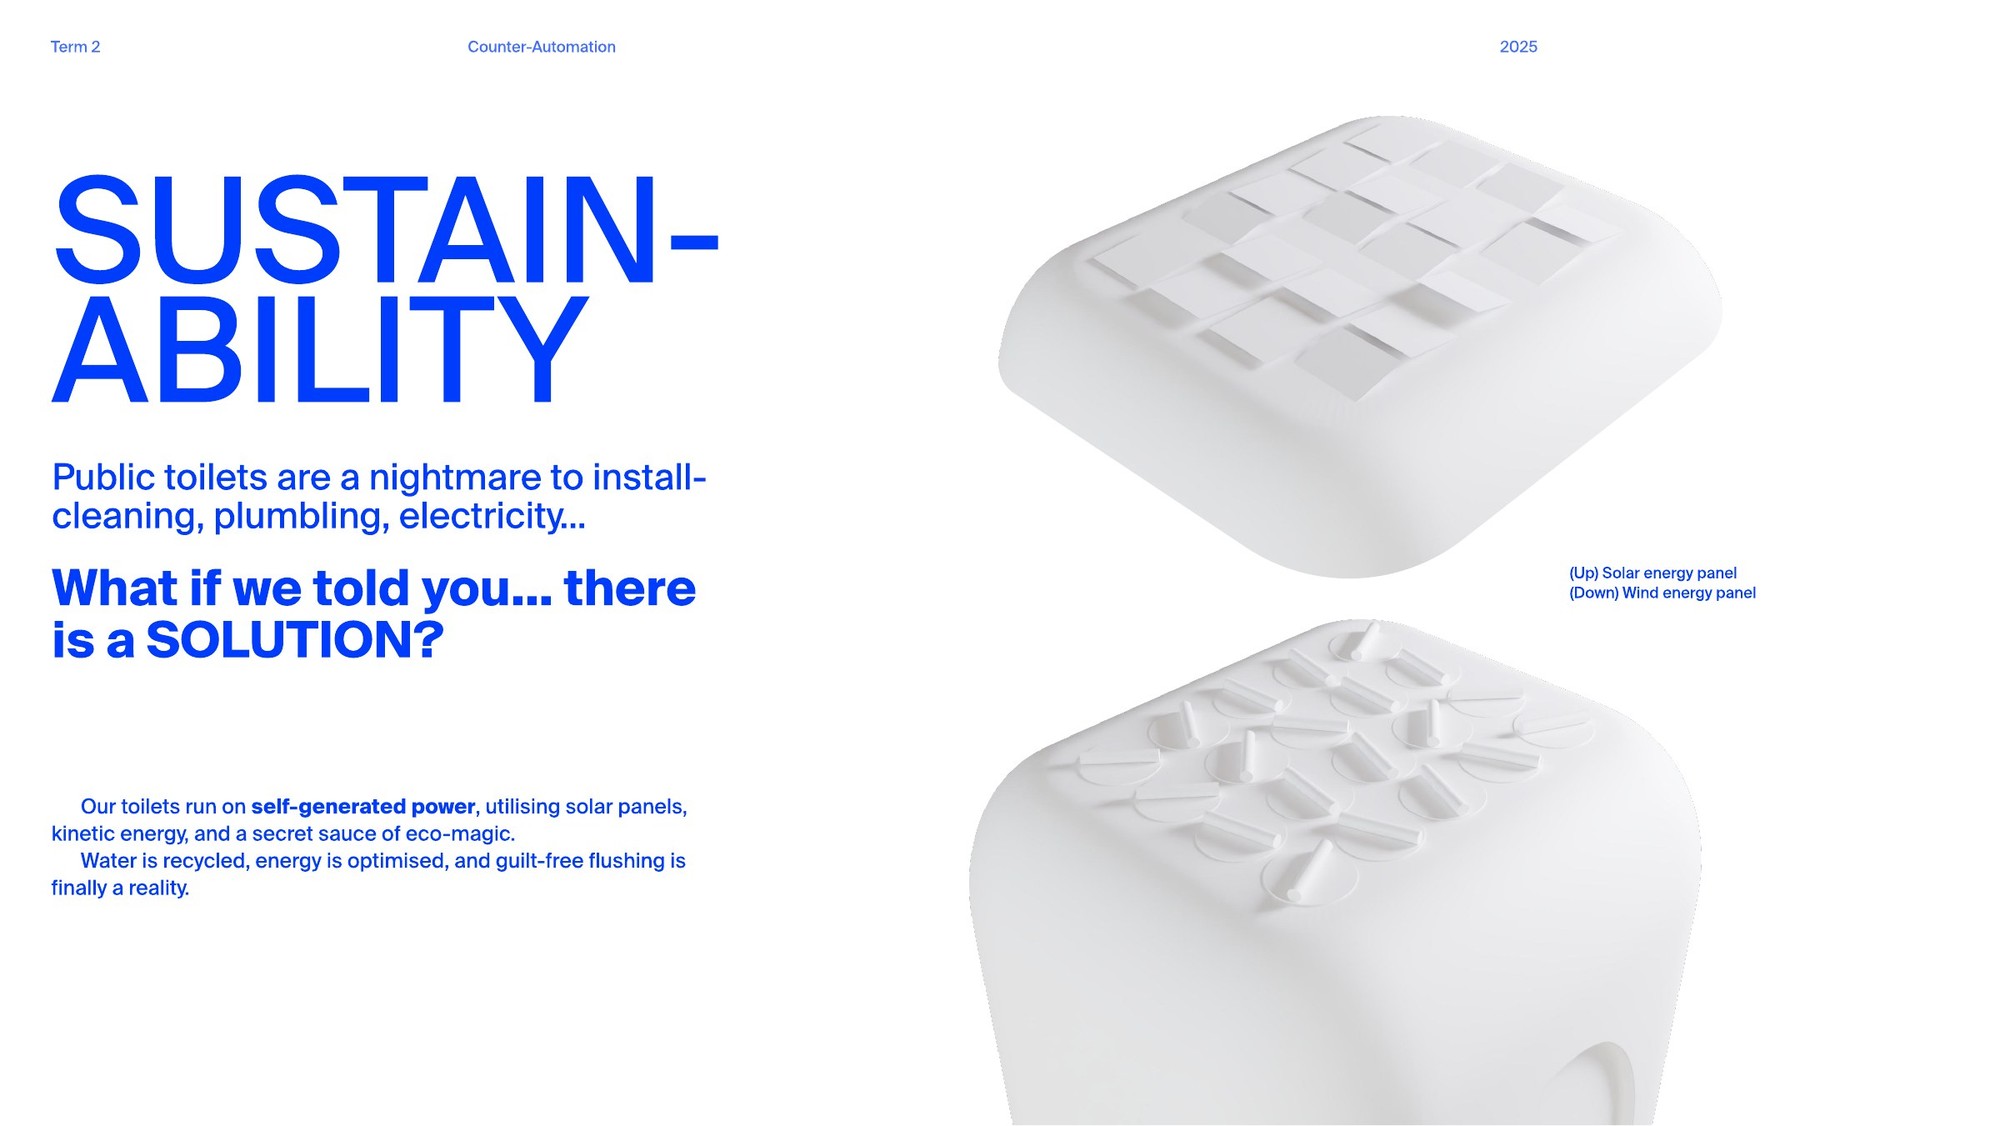 Term 2
Counter-Automation
2025
SUSTAIN-
ABILITY
Public toilets are a nightmare to install-
cleaning, plumbling, electricity...
What if we told you... there
is a SOLUTION?
(Up) Solar energy panel
(Down) Wind energy panel
Our toilets run on self-generated power, utilising solar panels,
kinetic energy, and a secret sauce of eco-magic.
Water is recycled, energy is optimised, and guilt-free flushing is
finally a reality.